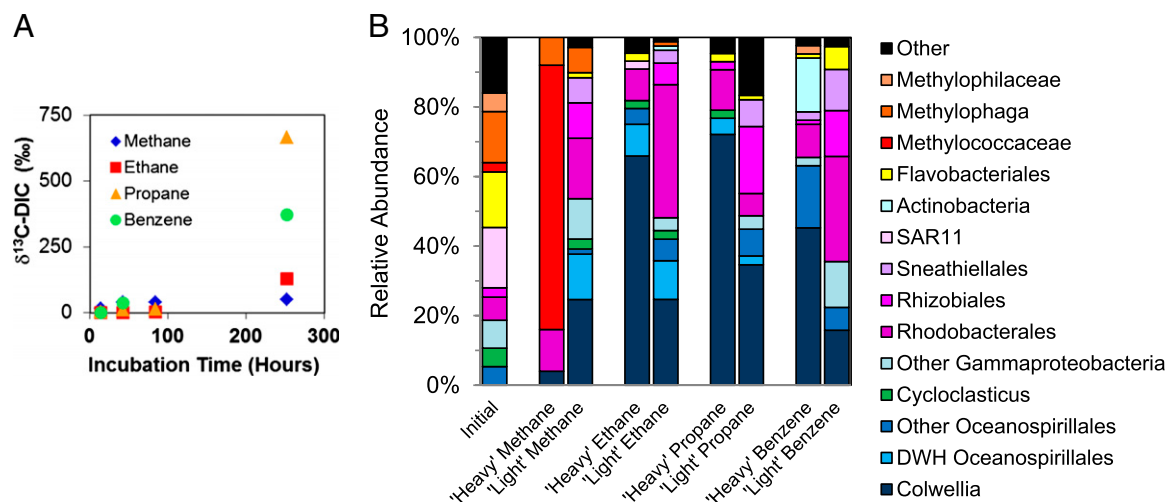 A
B
750
500
250
0
0
100
200
300
δ¹³C-DIC (‰)
Incubation Time (Hours)
Methane
Ethane
Propane
Benzene
100%
80%
60%
40%
20%
0%
Relative Abundance
Initial
'Heavy' Methane
'Light' Methane
'Heavy' Ethane
'Light' Ethane
'Heavy' Propane
'Light' Propane
'Heavy' Benzene
'Light' Benzene
Other
Methylophilaceae
Methylophaga
Methylococcaceae
Flavobacteriales
Actinobacteria
SAR11
Sneathiellales
Rhizobiales
Rhodobacterales
Other Gammaproteobacteria
Cycloclasticus
Other Oceanospirillales
DWH Oceanospirillales
Colwellia